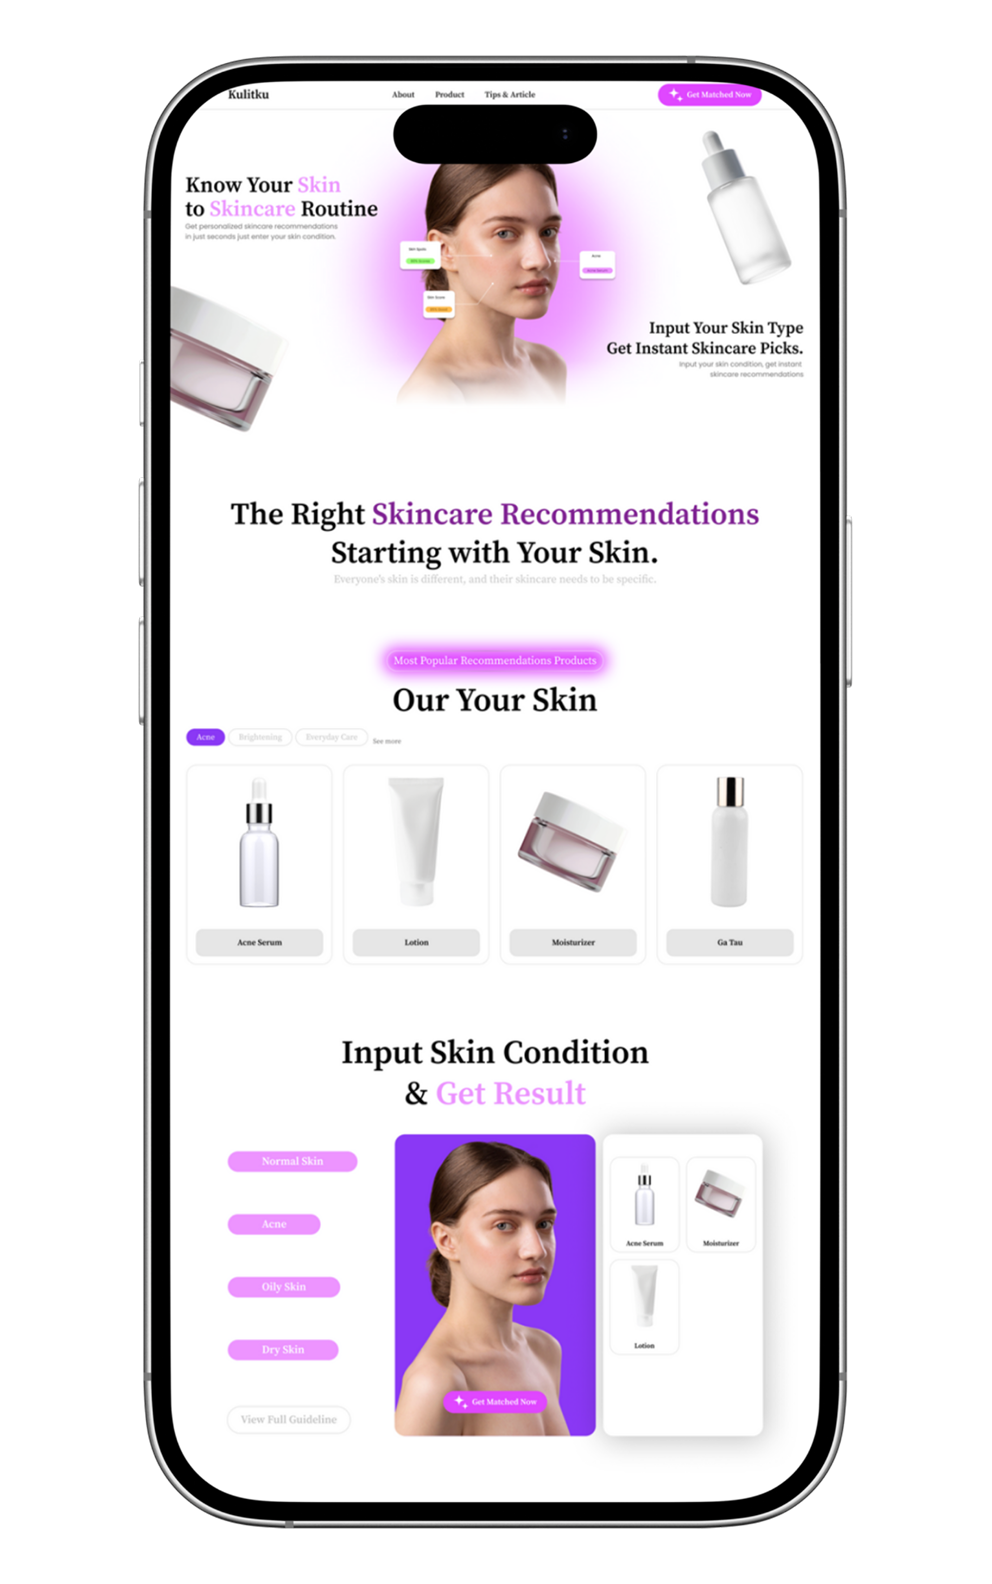 Kulitku
About
Product
Tips & Article
Get Matched Now
Know Your Skin
to Skincare Routine
Get personalized skincare recommendations
in just seconds just enter your skin condition.
Acne
Input Your Skin Type
Get Instant Skincare Picks.
Input your skin condition, get instant
skincare recommendations
The Right Skincare Recommendations
Starting with Your Skin.
Everyone's skin is different, and their skincare needs to be specific.
Most Popular Recommendations Products
Our Your Skin
Acne
Brightening
Everyday Care
See more
Acne Serum
Lotion
Moisturizer
Ga Tau
Input Skin Condition
& Get Result
Normal Skin
Acne
Oily Skin
Dry Skin
View Full Guideline
Get Matched Now
Acne Serum
Moisturizer
Lotion